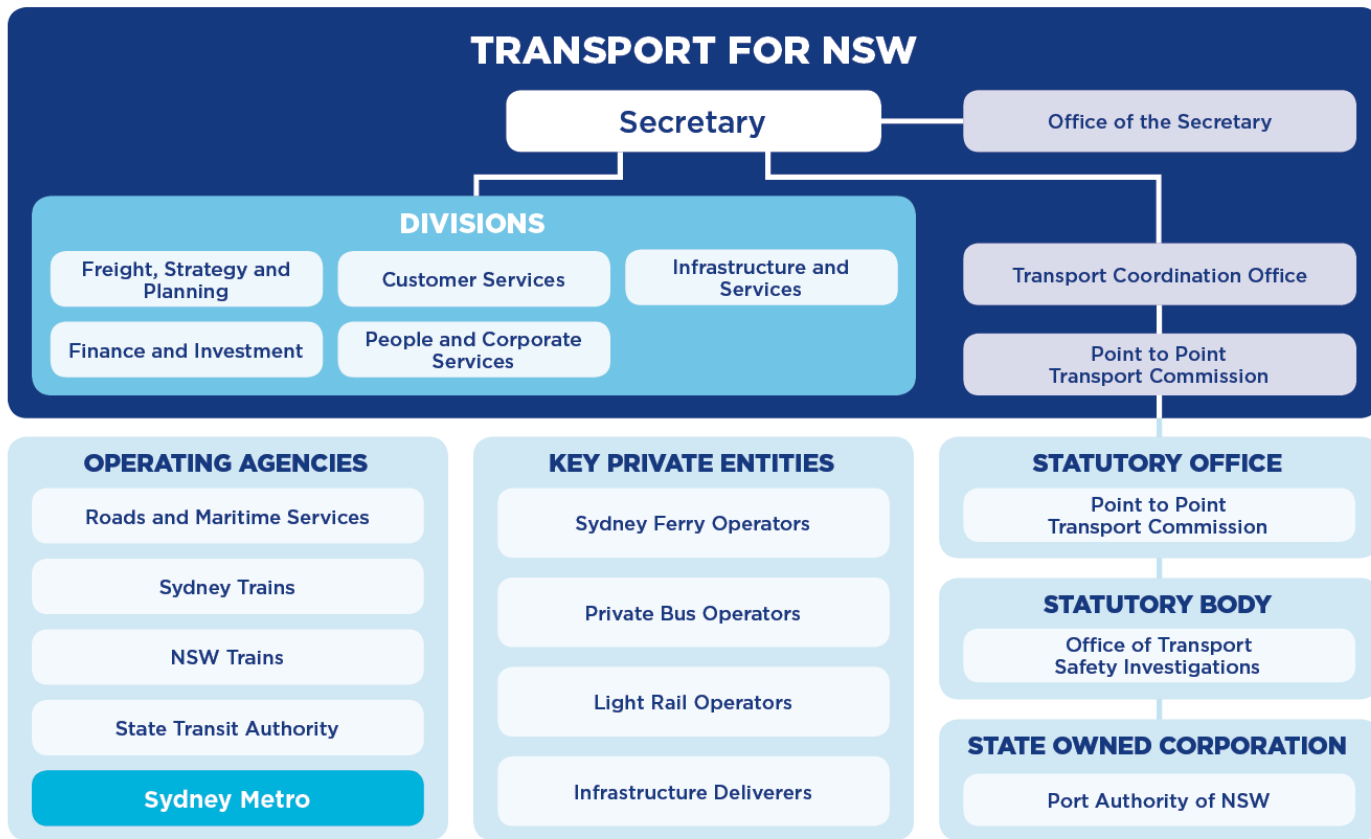 TRANSPORT FOR NSW
Secretary
Office of the Secretary
DIVISIONS
Freight, Strategy and
Planning
Customer Services
Infrastructure and
Services
Finance and Investment
People and Corporate
Services
Transport Coordination Office
Point to Point
Transport Commission
OPERATING AGENCIES
Roads and Maritime Services
Sydney Trains
NSW Trains
State Transit Authority
Sydney Metro
KEY PRIVATE ENTITIES
Sydney Ferry Operators
Private Bus Operators
Light Rail Operators
Infrastructure Deliverers
STATUTORY OFFICE
Point to Point
Transport Commission
STATUTORY BODY
Office of Transport
Safety Investigations
STATE OWNED CORPORATION
Port Authority of NSW